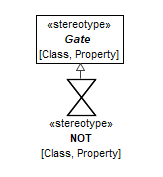 «stereotype»
Gate
[Class, Property]
«stereotype»
NOT
[Class, Property]